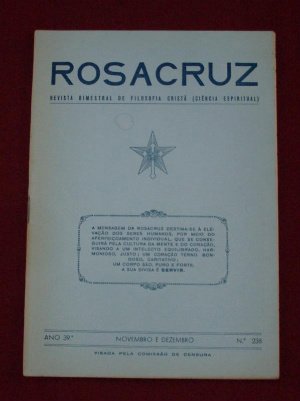 ROSACRUZ
REVISTA BIMESTRAL DE FILOSOFIA CRISTÃ (CIÊNCIA ESPIRITUAL)
A MENSAGEM DE ROSACRUZ DESTINA-SE À ELE-
VAÇÃO DOS SERES HUMANOS, POR MEIO DO
APERFEIÇOAMENTO INDIVIDUAL, QUE SE CONSE-
GUIRÁ PELA CULTURA DA MENTE E DO CORAÇÃO,
VISANDO A UM INTELECTO EQUILIBRADO, HAR-
MONIOSO, JUSTO; UM CORAÇÃO TERNO, BON-
DOSO, CARITATIVO;
UM CORPO SÃO, PURO E FORTE.
A SUA DIVISA É SERVIR.
ANO 39.º NOVEMBRO E DEZEMBRO N.º 238
VISADA PELA COMISSÃO DE CENSURA